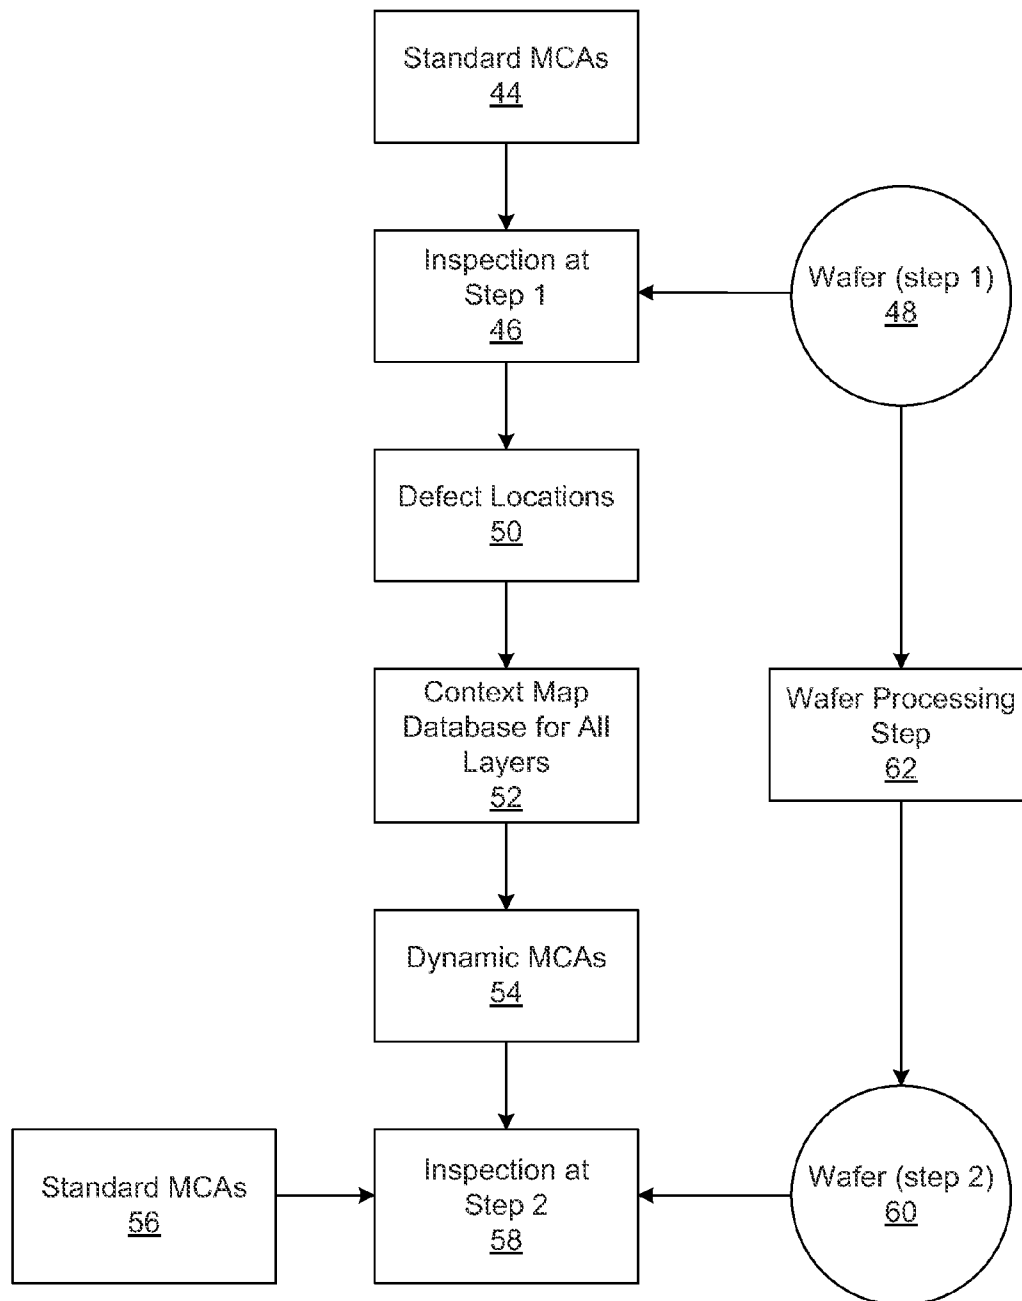 Standard MCAs
44
Inspection at
Step 1
46
Wafer (step 1)
48
Defect Locations
50
Context Map
Database for All
Layers
52
Wafer Processing
Step
62
Dynamic MCAs
54
Standard MCAs
56
Inspection at
Step 2
58
Wafer (step 2)
60